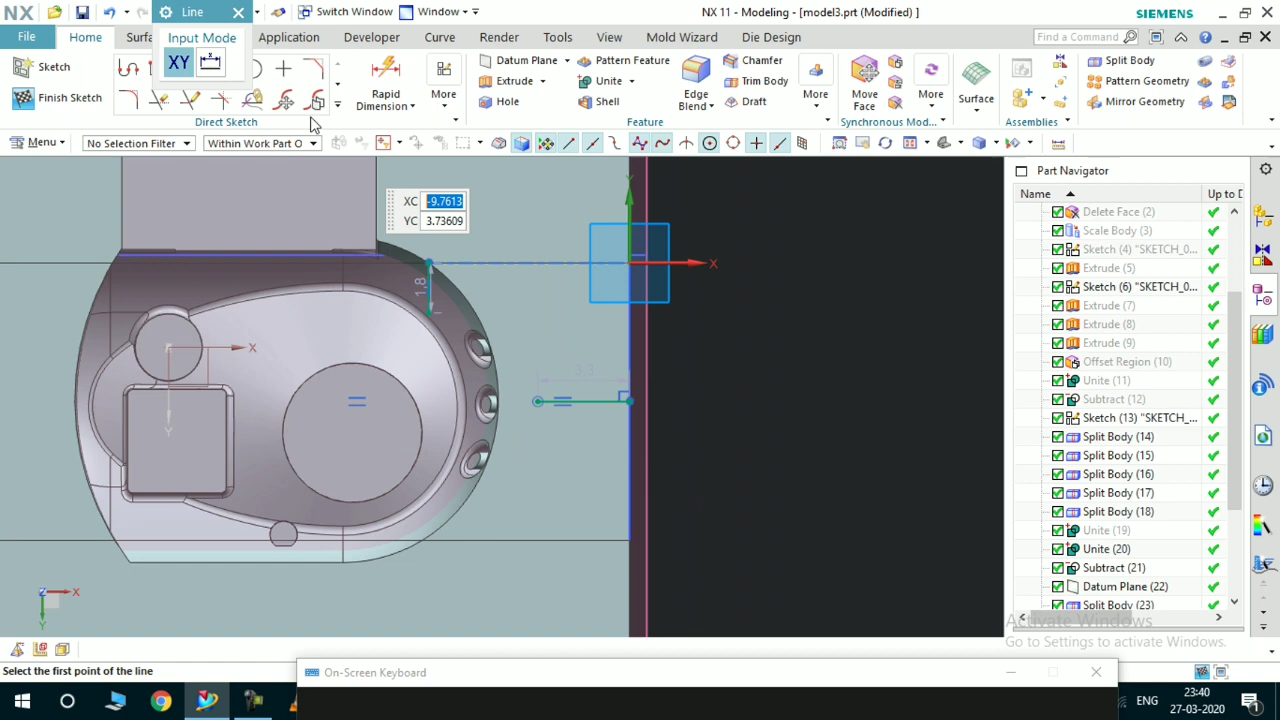 NX 11 - Modeling - [model3.prt (Modified) ]
SIEMENS
Line
Switch Window
Window
File
Home
Surfa
Application
Developer
Curve
Render
Tools
View
Mold Wizard
Die Design
Find a Command
Input Mode
XY
Sketch
Finish Sketch
Rapid
Dimension
More
Datum Plane
Extrude
Hole
Pattern Feature
Unite
Shell
Edge
Blend
Chamfer
Trim Body
Draft
More
Move
Face
More
Surface
Split Body
Pattern Geometry
Mirror Geometry
Direct Sketch
Feature
Synchronous Mod...
Assemblies
Menu
No Selection Filter
Within Work Part O
XC -9.7613
YC 3.73609
Y
X
1,8
3,3
X
Y
Z
X
Y
Part Navigator
Name
Up to D
Delete Face (2)
Scale Body (3)
Sketch (4) "SKETCH_0...
Extrude (5)
Sketch (6) "SKETCH_0...
Extrude (7)
Extrude (8)
Extrude (9)
Offset Region (10)
Unite (11)
Subtract (12)
Sketch (13) "SKETCH_...
Split Body (14)
Split Body (15)
Split Body (16)
Split Body (17)
Split Body (18)
Unite (19)
Unite (20)
Subtract (21)
Datum Plane (22)
Split Body (23)
Activate Windows
Go to Settings to activate Windows.
Select the first point of the line
On-Screen Keyboard
ENG
23:40
27-03-2020